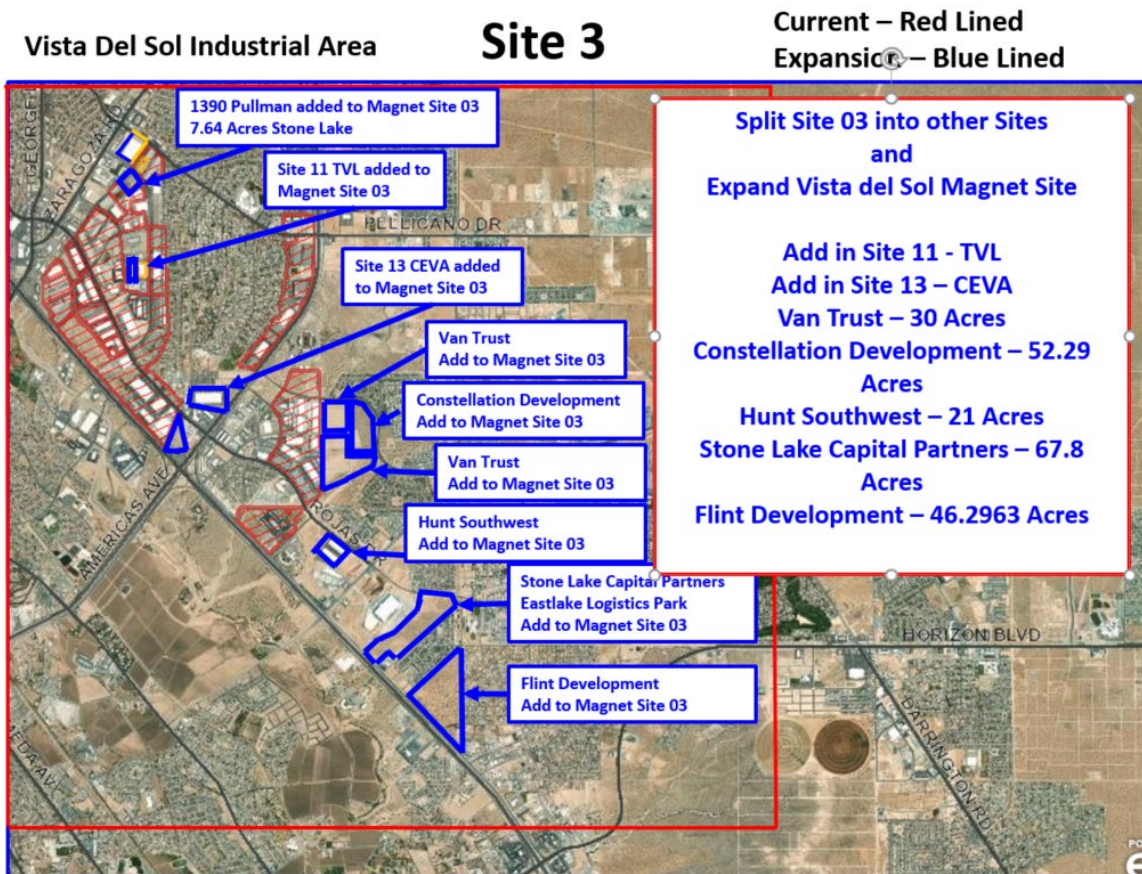 Vista Del Sol Industrial Area
Site 3
Current – Red Lined
Expansion – Blue Lined
1390 Pullman added to Magnet Site 03
7.64 Acres Stone Lake
Site 11 TVL added to
Magnet Site 03
Site 13 CEVA added
to Magnet Site 03
Van Trust
Add to Magnet Site 03
Constellation Development
Add to Magnet Site 03
Van Trust
Add to Magnet Site 03
Hunt Southwest
Add to Magnet Site 03
Stone Lake Capital Partners
Eastlake Logistics Park
Add to Magnet Site 03
Flint Development
Add to Magnet Site 03
Split Site 03 into other Sites
and
Expand Vista del Sol Magnet Site
Add in Site 11 - TVL
Add in Site 13 – CEVA
Van Trust – 30 Acres
Constellation Development – 52.29
Acres
Hunt Southwest – 21 Acres
Stone Lake Capital Partners – 67.8
Acres
Flint Development – 46.2963 Acres
ZARAGOZA
PELLICANO DR
AMERICAS AVE
ROJAS
HORIZON BLVD
DARRINGTON RD